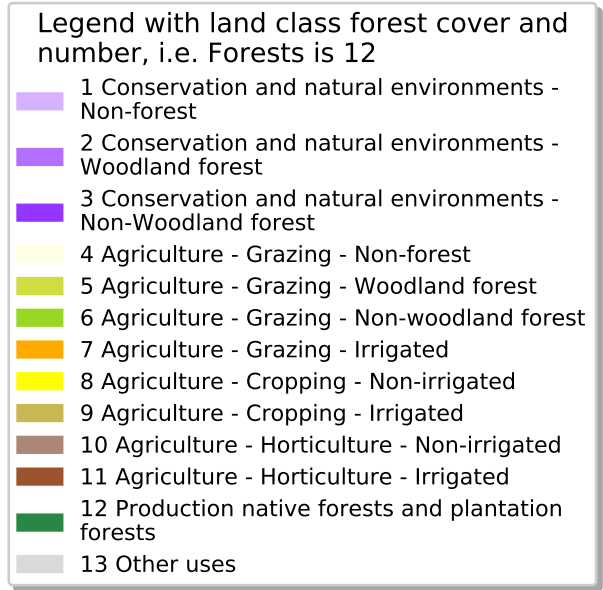 Legend with land class forest cover and
number, i.e. Forests is 12
1 Conservation and natural environments -
Non-forest
2 Conservation and natural environments -
Woodland forest
3 Conservation and natural environments -
Non-Woodland forest
4 Agriculture - Grazing - Non-forest
5 Agriculture - Grazing - Woodland forest
6 Agriculture - Grazing - Non-woodland forest
7 Agriculture - Grazing - Irrigated
8 Agriculture - Cropping - Non-irrigated
9 Agriculture - Cropping - Irrigated
10 Agriculture - Horticulture - Non-irrigated
11 Agriculture - Horticulture - Irrigated
12 Production native forests and plantation
forests
13 Other uses